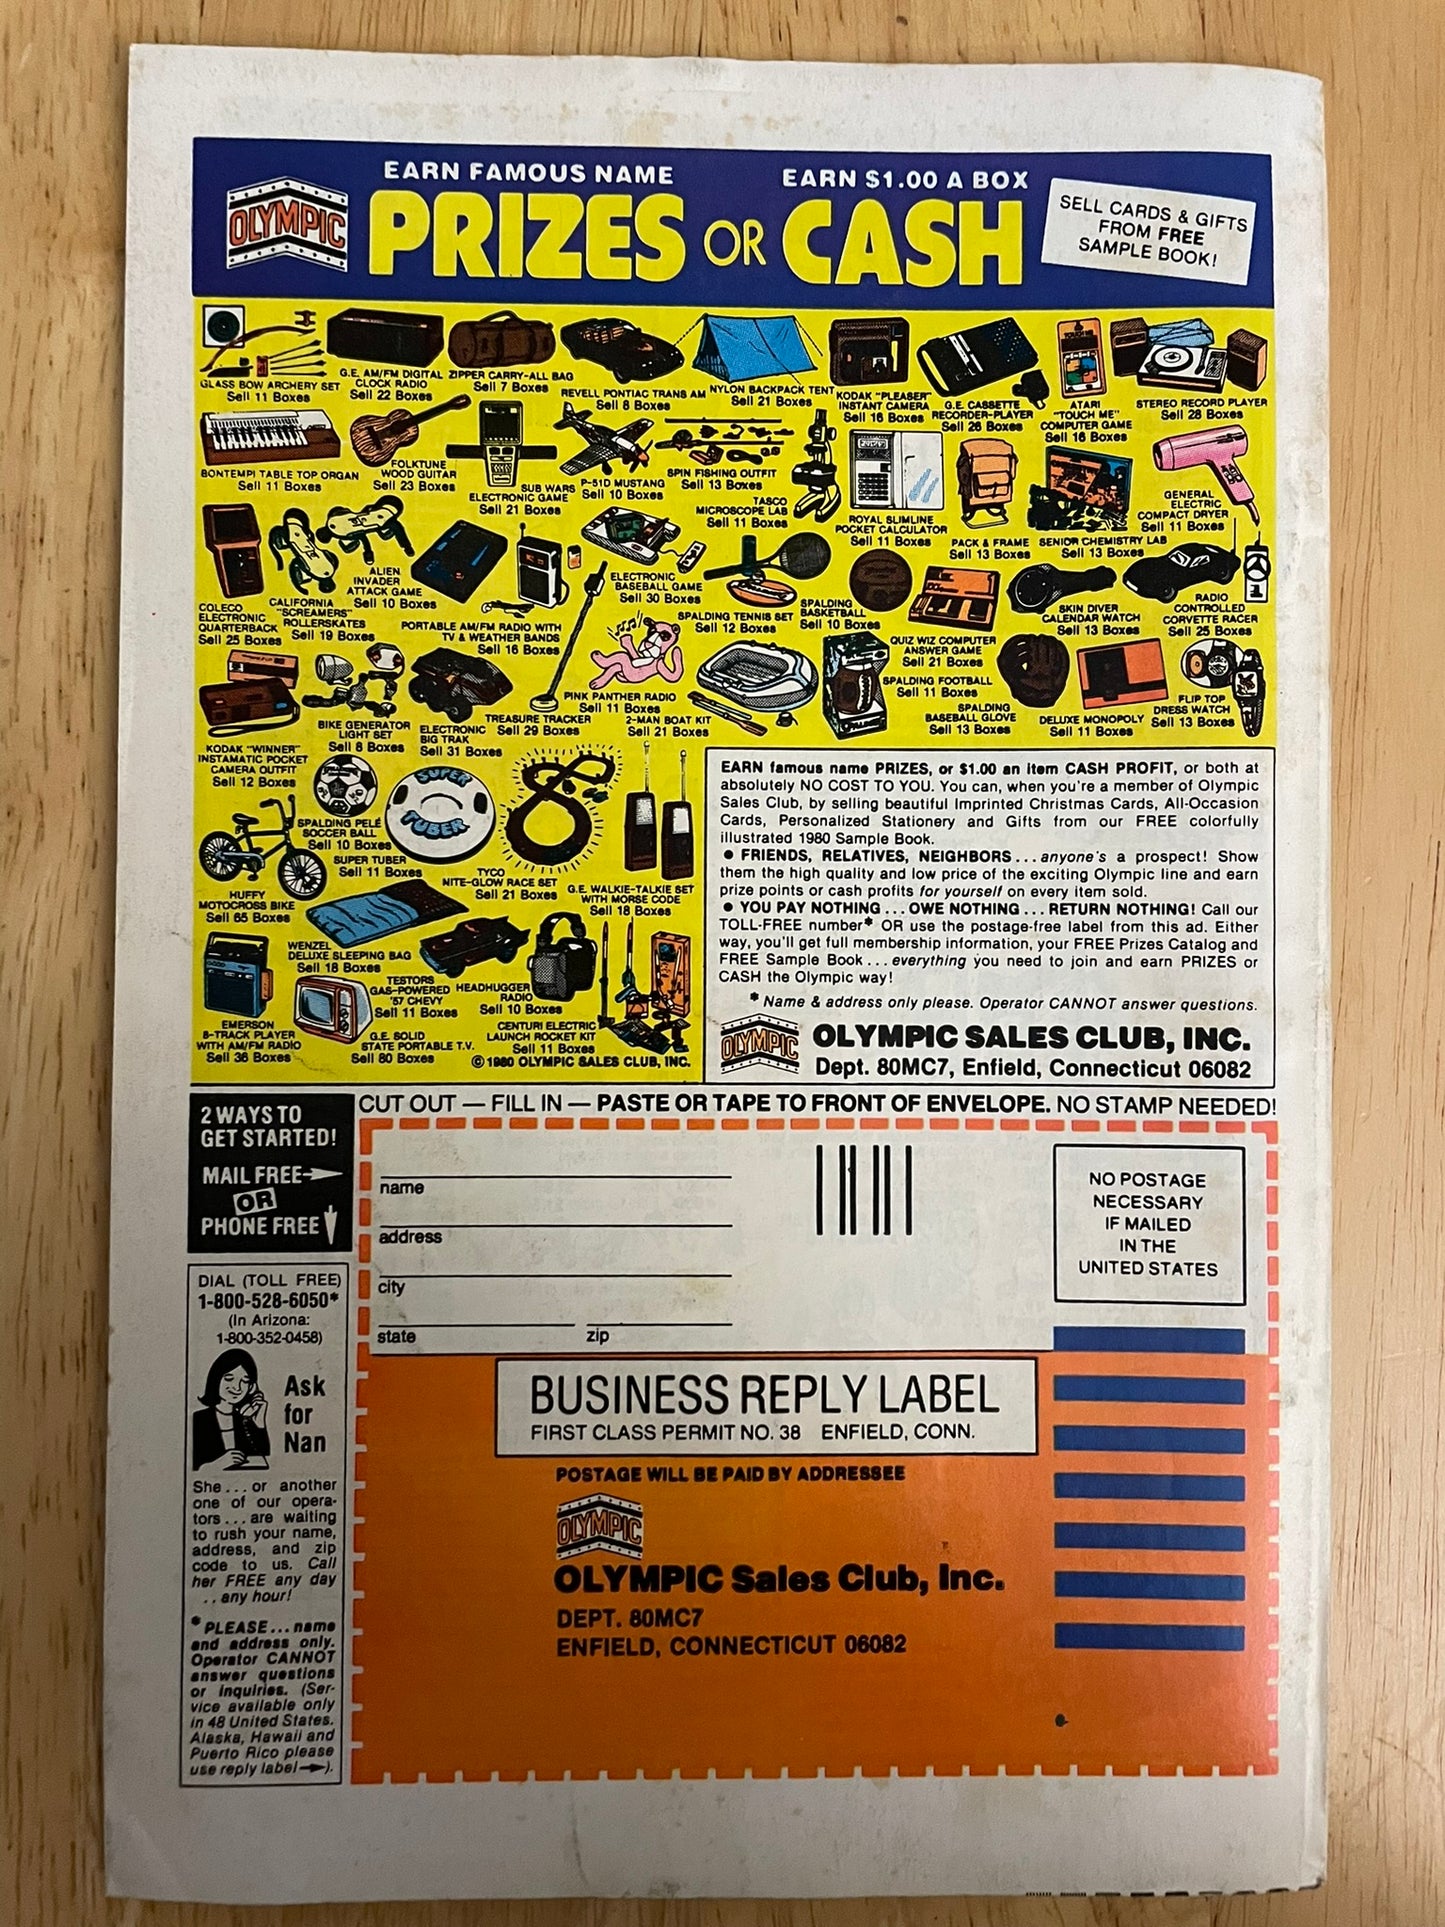 EARN FAMOUS NAME
PRIZES OR CASH
EARN $1.00 A BOX
OLYMPIC
SELL CARDS & GIFTS
FROM FREE
SAMPLE BOOK!
GLASS BOW ARCHERY SET
Sell 11 Boxes
G.E. AM/FM DIGITAL
CLOCK RADIO
Sell 22 Boxes
ZIPPER CARRY-ALL BAG
Sell 7 Boxes
REVELL PONTIAC TRANS AM
Sell 8 Boxes
NYLON BACKPACK TENT
Sell 21 Boxes
KODAK "PLEASER"
INSTANT CAMERA
Sell 16 Boxes
G.E. CASSETTE
RECORDER-PLAYER
Sell 26 Boxes
ATARI
"TOUCH ME"
COMPUTER GAME
Sell 16 Boxes
STEREO RECORD PLAYER
Sell 28 Boxes
BONTEMPI TABLE TOP ORGAN
Sell 11 Boxes
FOLKTUNE
WOOD GUITAR
Sell 23 Boxes
SUB WARS
ELECTRONIC GAME
Sell 21 Boxes
P-51D MUSTANG
Sell 10 Boxes
SPIN FISHING OUTFIT
Sell 13 Boxes
TASCO
MICROSCOPE LAB
Sell 11 Boxes
ROYAL SLIMLINE
POCKET CALCULATOR
Sell 11 Boxes
PACK & FRAME
Sell 13 Boxes
SENIOR CHEMISTRY LAB
Sell 13 Boxes
GENERAL
ELECTRIC
COMPACT DRYER
Sell 11 Boxes
COLECO
ELECTRONIC
QUARTERBACK
Sell 25 Boxes
CALIFORNIA
"SCREAMERS"
ROLLERSKATES
Sell 19 Boxes
ALIEN
INVADER
ATTACK GAME
Sell 10 Boxes
PORTABLE AM/FM RADIO WITH
TV & WEATHER BANDS
Sell 16 Boxes
ELECTRONIC
BASEBALL GAME
Sell 30 Boxes
SPALDING TENNIS SET
Sell 12 Boxes
SPALDING
BASKETBALL
Sell 10 Boxes
QUIZ WIZ COMPUTER
ANSWER GAME
Sell 21 Boxes
SKIN DIVER
CALENDAR WATCH
Sell 13 Boxes
RADIO
CONTROLLED
CORVETTE RACER
Sell 25 Boxes
KODAK "WINNER"
INSTAMATIC POCKET
CAMERA OUTFIT
Sell 12 Boxes
BIKE GENERATOR
LIGHT SET
Sell 8 Boxes
ELECTRONIC
BIG TRAK
Sell 31 Boxes
TREASURE TRACKER
Sell 29 Boxes
PINK PANTHER RADIO
Sell 11 Boxes
2-MAN BOAT KIT
Sell 21 Boxes
SPALDING FOOTBALL
Sell 11 Boxes
SPALDING
BASEBALL GLOVE
Sell 13 Boxes
DELUXE MONOPOLY
Sell 11 Boxes
FLIP TOP
DRESS WATCH
Sell 13 Boxes
SPALDING PELÉ
SOCCER BALL
Sell 10 Boxes
SUPER
TUBER
SUPER TUBER
Sell 11 Boxes
TYCO
NITE-GLOW RACE SET
Sell 21 Boxes
G.E. WALKIE-TALKIE SET
WITH MORSE CODE
Sell 18 Boxes
HUFFY
MOTOCROSS BIKE
Sell 65 Boxes
WENZEL
DELUXE SLEEPING BAG
Sell 18 Boxes
TESTORS
GAS-POWERED
'57 CHEVY
Sell 11 Boxes
HEADHUGGER
RADIO
Sell 10 Boxes
EMERSON
8-TRACK PLAYER
WITH AM/FM RADIO
Sell 36 Boxes
G.E. SOLID
STATE PORTABLE T.V.
Sell 80 Boxes
CENTURI ELECTRIC
LAUNCH ROCKET KIT
Sell 11 Boxes
© 1980 OLYMPIC SALES CLUB, INC.
EARN famous name PRIZES, or $1.00 an item CASH PROFIT, or both at
absolutely NO COST TO YOU. You can, when you're a member of Olympic
Sales Club, by selling beautiful Imprinted Christmas Cards, All-Occasion
Cards, Personalized Stationery and Gifts from our FREE colorfully
illustrated 1980 Sample Book.
● FRIENDS, RELATIVES, NEIGHBORS...anyone's a prospect! Show
them the high quality and low price of the exciting Olympic line and earn
prize points or cash profits for yourself on every item sold.
● YOU PAY NOTHING...OWE NOTHING...RETURN NOTHING! Call our
TOLL-FREE number* OR use the postage-free label from this ad. Either
way, you'll get full membership information, your FREE Prizes Catalog and
FREE Sample Book...everything you need to join and earn PRIZES or
CASH the Olympic way!
* Name & address only please. Operator CANNOT answer questions.
OLYMPIC
OLYMPIC SALES CLUB, INC.
Dept. 80MC7, Enfield, Connecticut 06082
2 WAYS TO
GET STARTED!
MAIL FREE
OR
PHONE FREE
CUT OUT — FILL IN — PASTE OR TAPE TO FRONT OF ENVELOPE. NO STAMP NEEDED!
name
address
city
state zip
NO POSTAGE
NECESSARY
IF MAILED
IN THE
UNITED STATES
DIAL (TOLL FREE)
1-800-528-6050*
(In Arizona:
1-800-352-0458)
Ask
for
Nan
She...or another
one of our opera-
tors...are waiting
to rush your name,
address, and zip
code to us. Call
her FREE any day
..any hour!
*PLEASE...name
and address only.
Operator CANNOT
answer questions
or inquiries. (Ser-
vice available only
in 48 United States.
Alaska, Hawaii and
Puerto Rico please
use reply label→).
BUSINESS REPLY LABEL
FIRST CLASS PERMIT NO. 38 ENFIELD, CONN.
POSTAGE WILL BE PAID BY ADDRESSEE
OLYMPIC
OLYMPIC Sales Club, Inc.
DEPT. 80MC7
ENFIELD, CONNECTICUT 06082